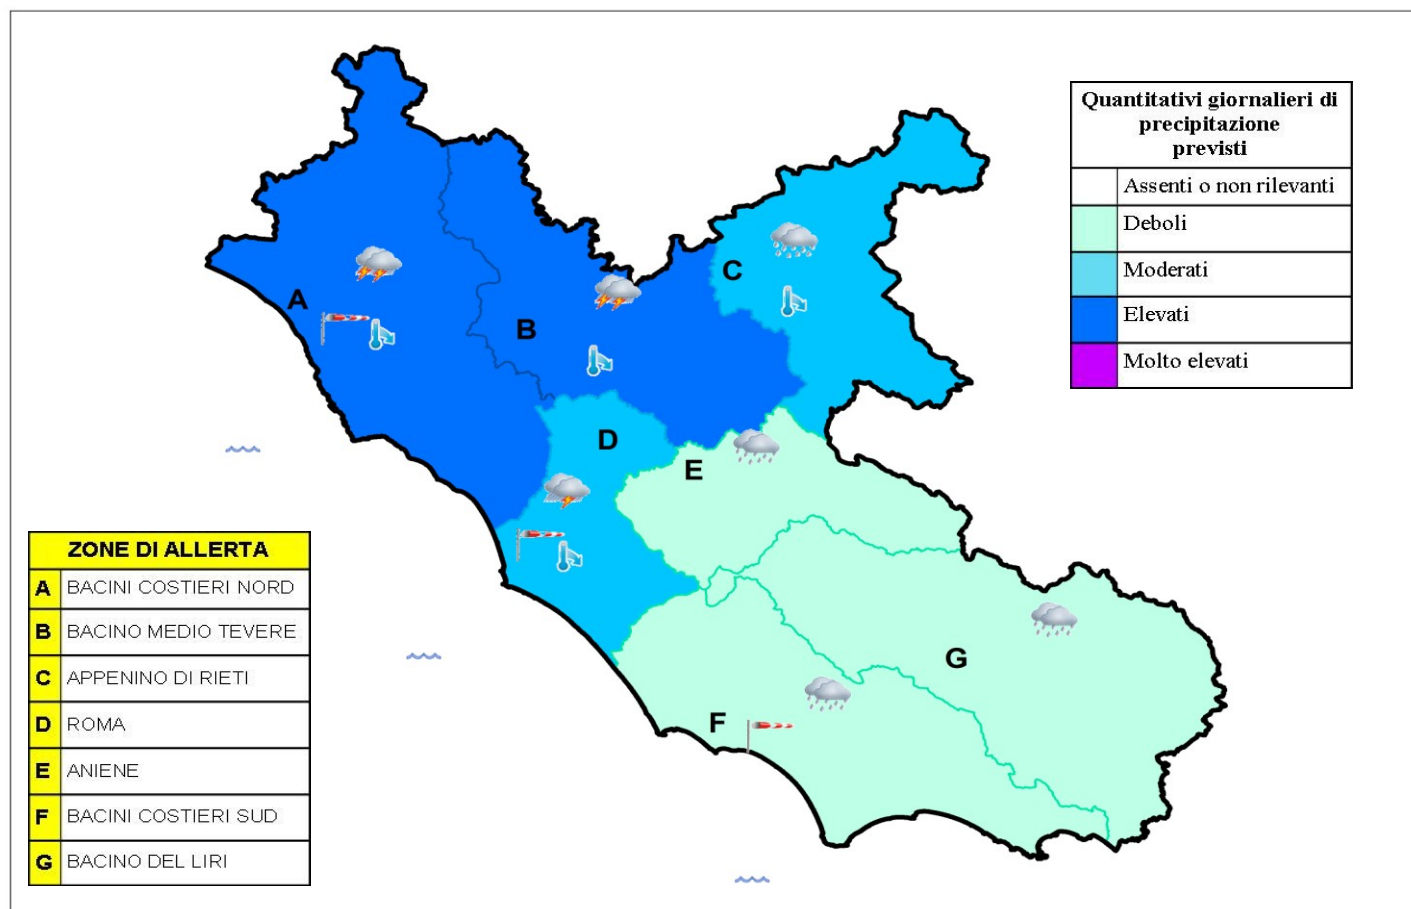 Quantitativi giornalieri di
precipitazione
previsti
Assenti o non rilevanti
Deboli
Moderati
Elevati
Molto elevati
A
B
C
D
E
F
G
ZONE DI ALLERTA
A BACINI COSTIERI NORD
B BACINO MEDIO TEVERE
C APPENINO DI RIETI
D ROMA
E ANIENE
F BACINI COSTIERI SUD
G BACINO DEL LIRI